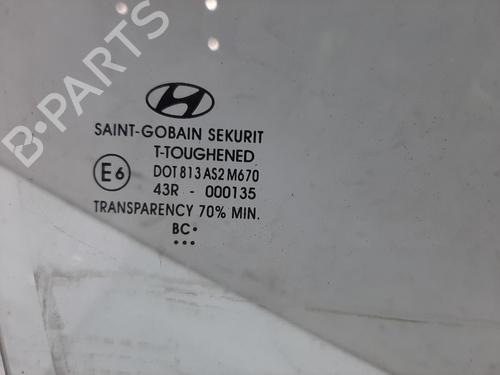 B-PARTS
SAINT-GOBAIN SEKURIT
T-TOUGHENED
E6 DOT 813 AS2 M670
43R - 000135
TRANSPARENCY 70% MIN.
BC•
•••